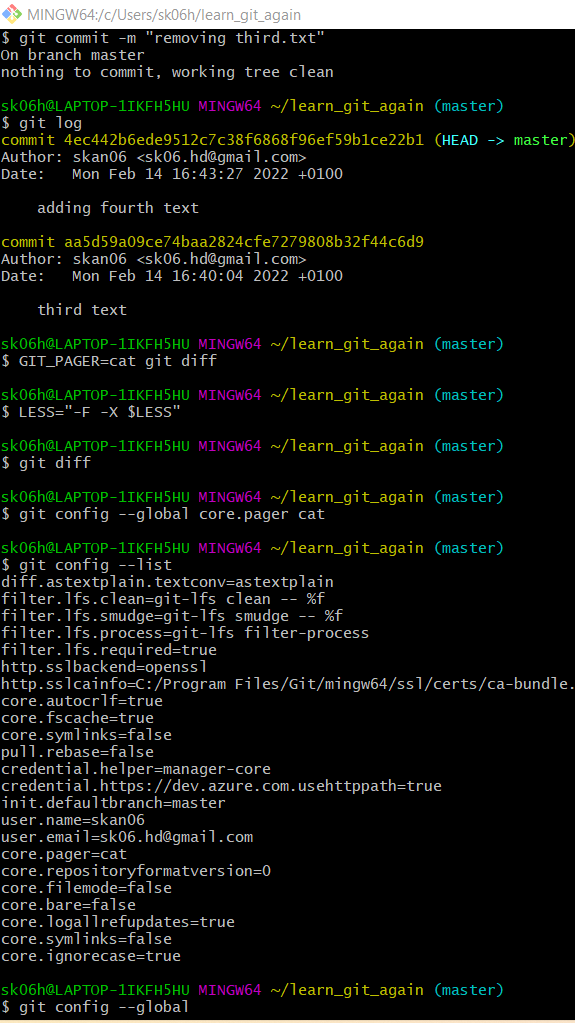 MINGW64:/c/Users/sk06h/learn_git_again
$ git commit -m "removing third.txt"
On branch master
nothing to commit, working tree clean
sk06h@LAPTOP-1IKFH5HU MINGW64 ~/learn_git_again (master)
$ git log
commit 4ec442b6ede9512c7c38f6868f96ef59b1ce22b1 (HEAD -> master)
Author: skan06 <sk06.hd@gmail.com>
Date:   Mon Feb 14 16:43:27 2022 +0100
    adding fourth text
commit aa5d59a09ce74baa2824cfe7279808b32f44c6d9
Author: skan06 <sk06.hd@gmail.com>
Date:   Mon Feb 14 16:40:04 2022 +0100
    third text
sk06h@LAPTOP-1IKFH5HU MINGW64 ~/learn_git_again (master)
$ GIT_PAGER=cat git diff
sk06h@LAPTOP-1IKFH5HU MINGW64 ~/learn_git_again (master)
$ LESS="-F -X $LESS"
sk06h@LAPTOP-1IKFH5HU MINGW64 ~/learn_git_again (master)
$ git diff
sk06h@LAPTOP-1IKFH5HU MINGW64 ~/learn_git_again (master)
$ git config --global core.pager cat
sk06h@LAPTOP-1IKFH5HU MINGW64 ~/learn_git_again (master)
$ git config --list
diff.astextplain.textconv=astextplain
filter.lfs.clean=git-lfs clean -- %f
filter.lfs.smudge=git-lfs smudge -- %f
filter.lfs.process=git-lfs filter-process
filter.lfs.required=true
http.sslbackend=openssl
http.sslcainfo=C:/Program Files/Git/mingw64/ssl/certs/ca-bundle.
core.autocrlf=true
core.fscache=true
core.symlinks=false
pull.rebase=false
credential.helper=manager-core
credential.https://dev.azure.com.usehttppath=true
init.defaultbranch=master
user.name=skan06
user.email=sk06.hd@gmail.com
core.pager=cat
core.repositoryformatversion=0
core.filemode=false
core.bare=false
core.logallrefupdates=true
core.symlinks=false
core.ignorecase=true
sk06h@LAPTOP-1IKFH5HU MINGW64 ~/learn_git_again (master)
$ git config --global